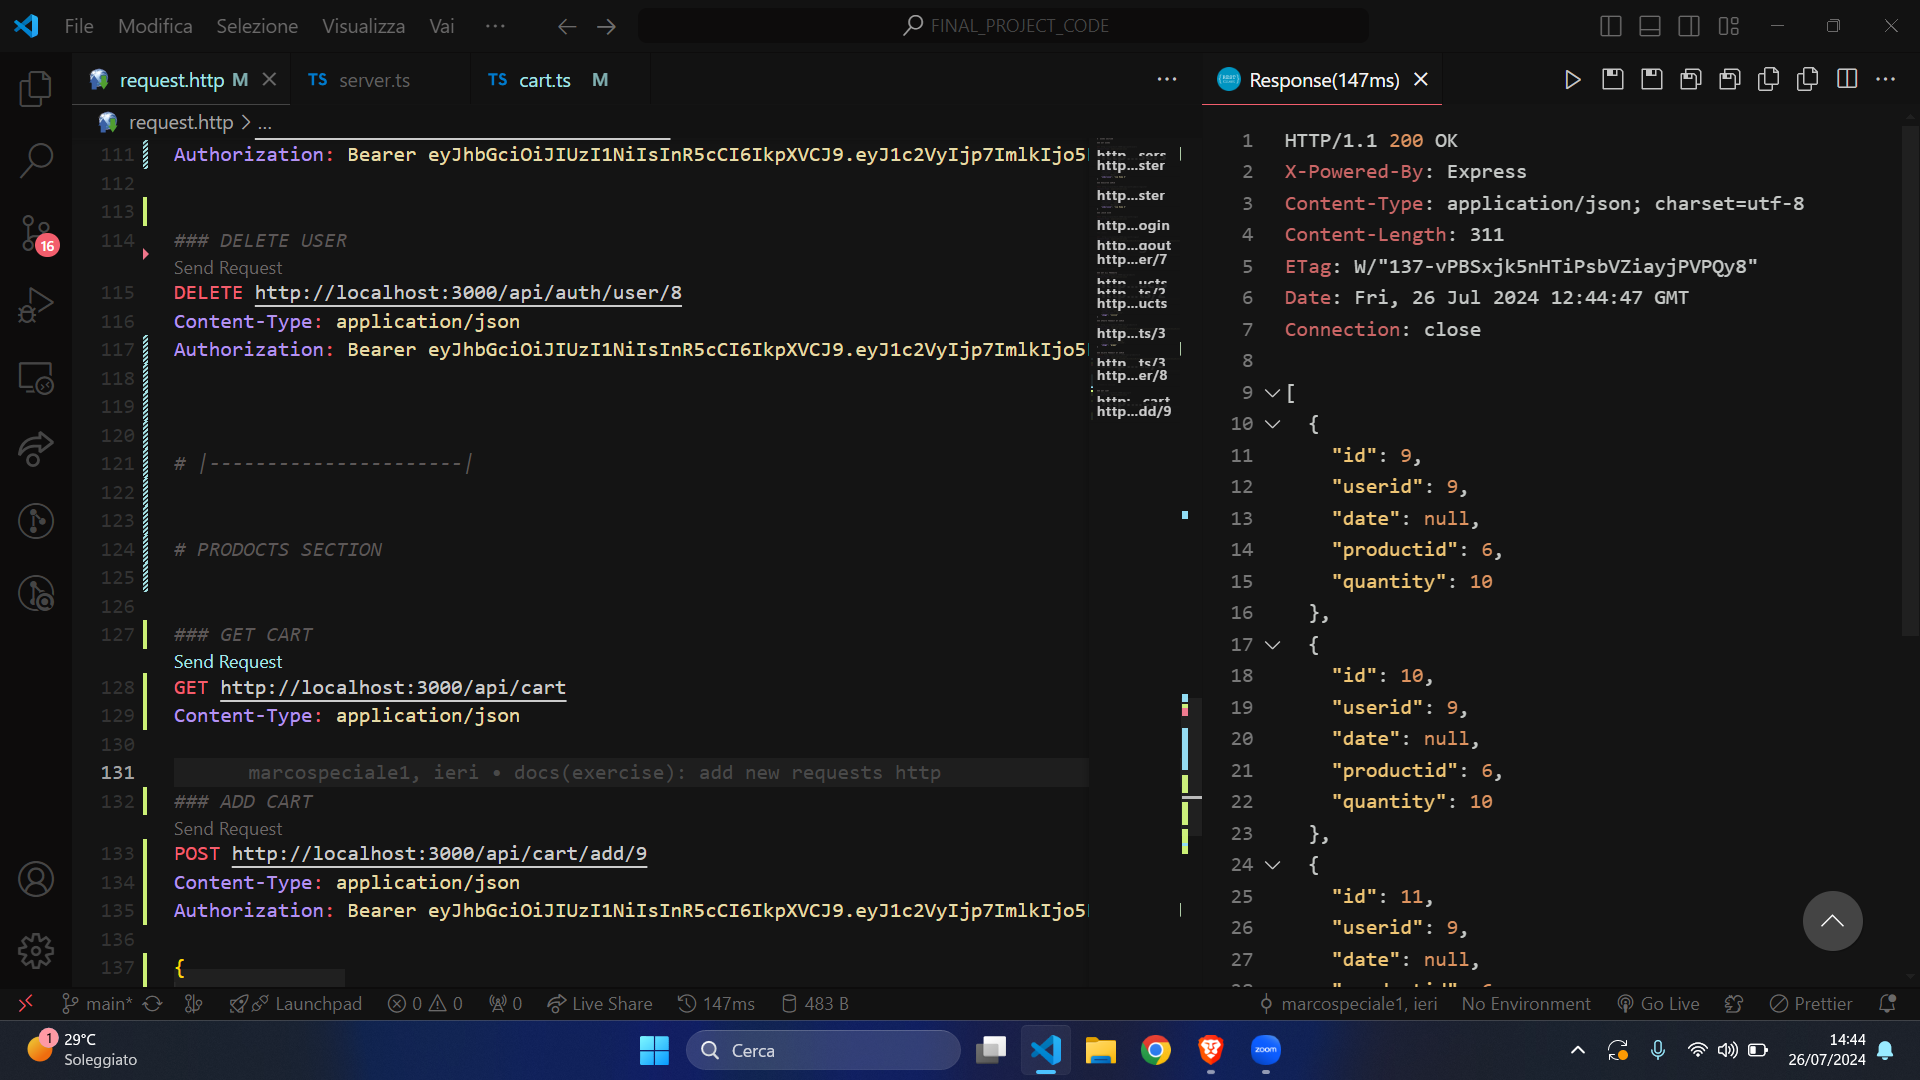 File Modifica Selezione Visualizza Vai ··· FINAL_PROJECT_CODE
request.http M TS server.ts TS cart.ts M ··· Response(147ms) ···
request.http > ...
111 Authorization: Bearer eyJhbGciOiJIUzI1NiIsInR5cCI6IkpXVCJ9.eyJ1c2VyIjp7ImlkIjo5
112
113
114 ### DELETE USER
Send Request
115 DELETE http://localhost:3000/api/auth/user/8
116 Content-Type: application/json
117 Authorization: Bearer eyJhbGciOiJIUzI1NiIsInR5cCI6IkpXVCJ9.eyJ1c2VyIjp7ImlkIjo5
118
119
120
121 # |----------------------|
122
123
124 # PRODOCTS SECTION
125
126
127 ### GET CART
Send Request
128 GET http://localhost:3000/api/cart
129 Content-Type: application/json
130
131 marcospeciale1, ieri • docs(exercise): add new requests http
132 ### ADD CART
Send Request
133 POST http://localhost:3000/api/cart/add/9
134 Content-Type: application/json
135 Authorization: Bearer eyJhbGciOiJIUzI1NiIsInR5cCI6IkpXVCJ9.eyJ1c2VyIjp7ImlkIjo5
136
137 {
http...ster
http...ster
http...ogin
http...gout
http...er/7
http...ucts
http...ts/3
http...ts/3
http...er/8
http:...cart
http...dd/9
1 HTTP/1.1 200 OK
2 X-Powered-By: Express
3 Content-Type: application/json; charset=utf-8
4 Content-Length: 311
5 ETag: W/"137-vPBSxjk5nHTiPsbVZiayjPVPQy8"
6 Date: Fri, 26 Jul 2024 12:44:47 GMT
7 Connection: close
8
9 [
10 {
11 "id": 9,
12 "userid": 9,
13 "date": null,
14 "productid": 6,
15 "quantity": 10
16 },
17 {
18 "id": 10,
19 "userid": 9,
20 "date": null,
21 "productid": 6,
22 "quantity": 10
23 },
24 {
25 "id": 11,
26 "userid": 9,
27 "date": null,
16
main* Launchpad 0 0 0 Live Share 147ms 483 B marcospeciale1, ieri No Environment Go Live Prettier
1 29°C
Soleggiato
Cerca
zoom
14:44
26/07/2024